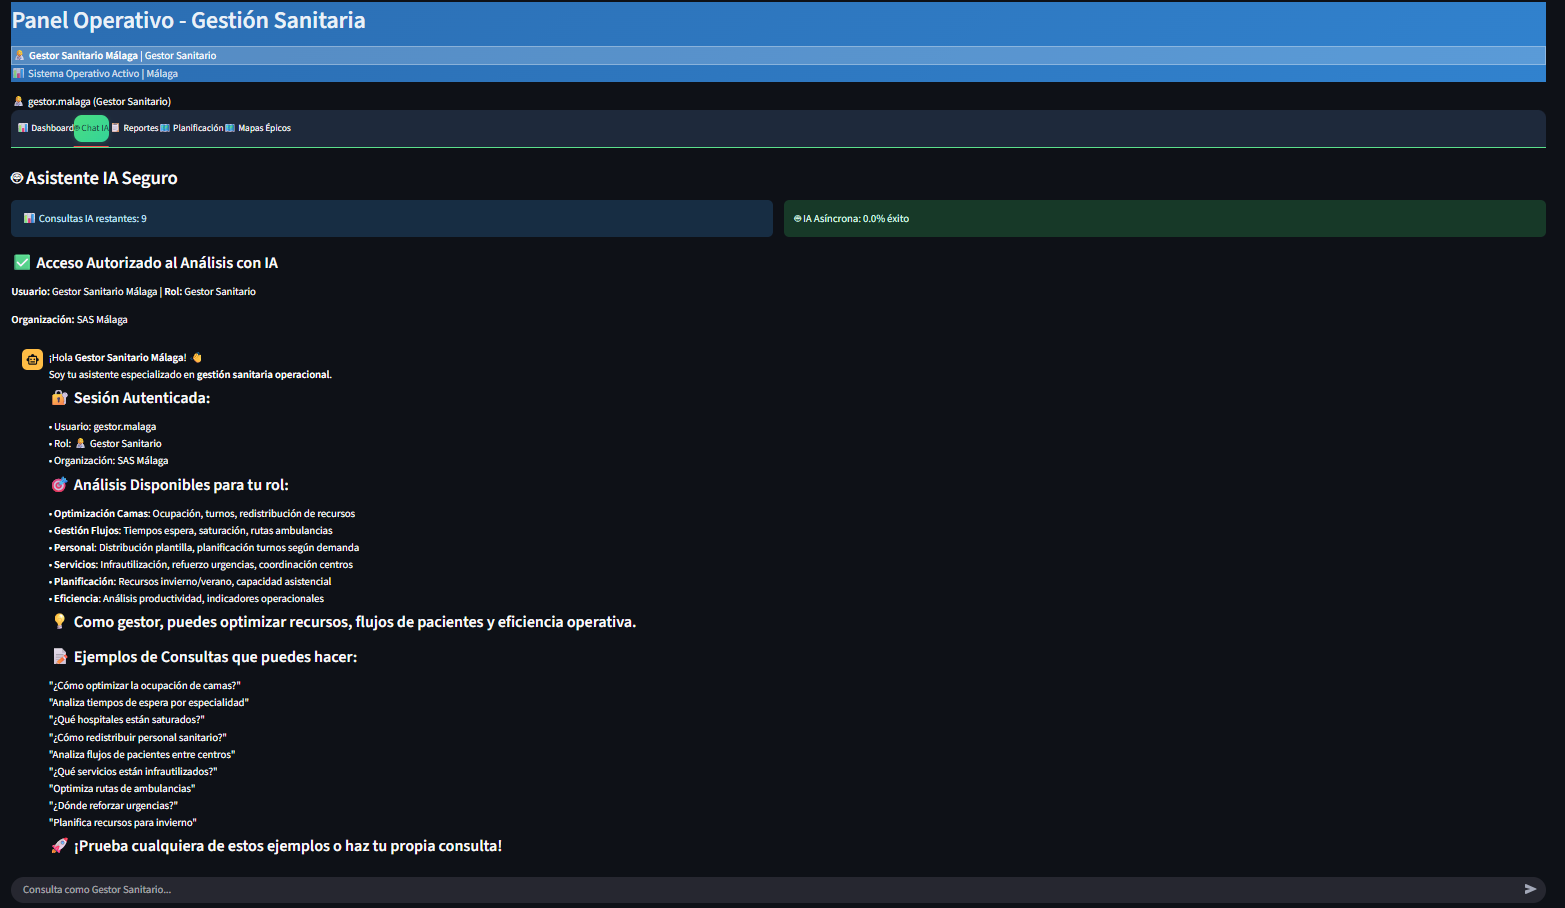 Panel Operativo - Gestión Sanitaria
Gestor Sanitario Málaga | Gestor Sanitario
Sistema Operativo Activo | Málaga
gestor.malaga (Gestor Sanitario)
Dashboard Chat IA Reportes Planificación Mapas Épicos
Asistente IA Seguro
Consultas IA restantes: 9
IA Asíncrona: 0.0% éxito
Acceso Autorizado al Análisis con IA
Usuario: Gestor Sanitario Málaga | Rol: Gestor Sanitario
Organización: SAS Málaga
¡Hola Gestor Sanitario Málaga! 👋
Soy tu asistente especializado en gestión sanitaria operacional.
Sesión Autenticada:
• Usuario: gestor.malaga
• Rol: Gestor Sanitario
• Organización: SAS Málaga
Análisis Disponibles para tu rol:
• Optimización Camas: Ocupación, turnos, redistribución de recursos
• Gestión Flujos: Tiempos espera, saturación, rutas ambulancias
• Personal: Distribución plantilla, planificación turnos según demanda
• Servicios: Infrautilización, refuerzo urgencias, coordinación centros
• Planificación: Recursos invierno/verano, capacidad asistencial
• Eficiencia: Análisis productividad, indicadores operacionales
Como gestor, puedes optimizar recursos, flujos de pacientes y eficiencia operativa.
Ejemplos de Consultas que puedes hacer:
"¿Cómo optimizar la ocupación de camas?"
"Analiza tiempos de espera por especialidad"
"¿Qué hospitales están saturados?"
"¿Cómo redistribuir personal sanitario?"
"Analiza flujos de pacientes entre centros"
"¿Qué servicios están infrautilizados?"
"Optimiza rutas de ambulancias"
"¿Dónde reforzar urgencias?"
"Planifica recursos para invierno"
¡Prueba cualquiera de estos ejemplos o haz tu propia consulta!
Consulta como Gestor Sanitario...